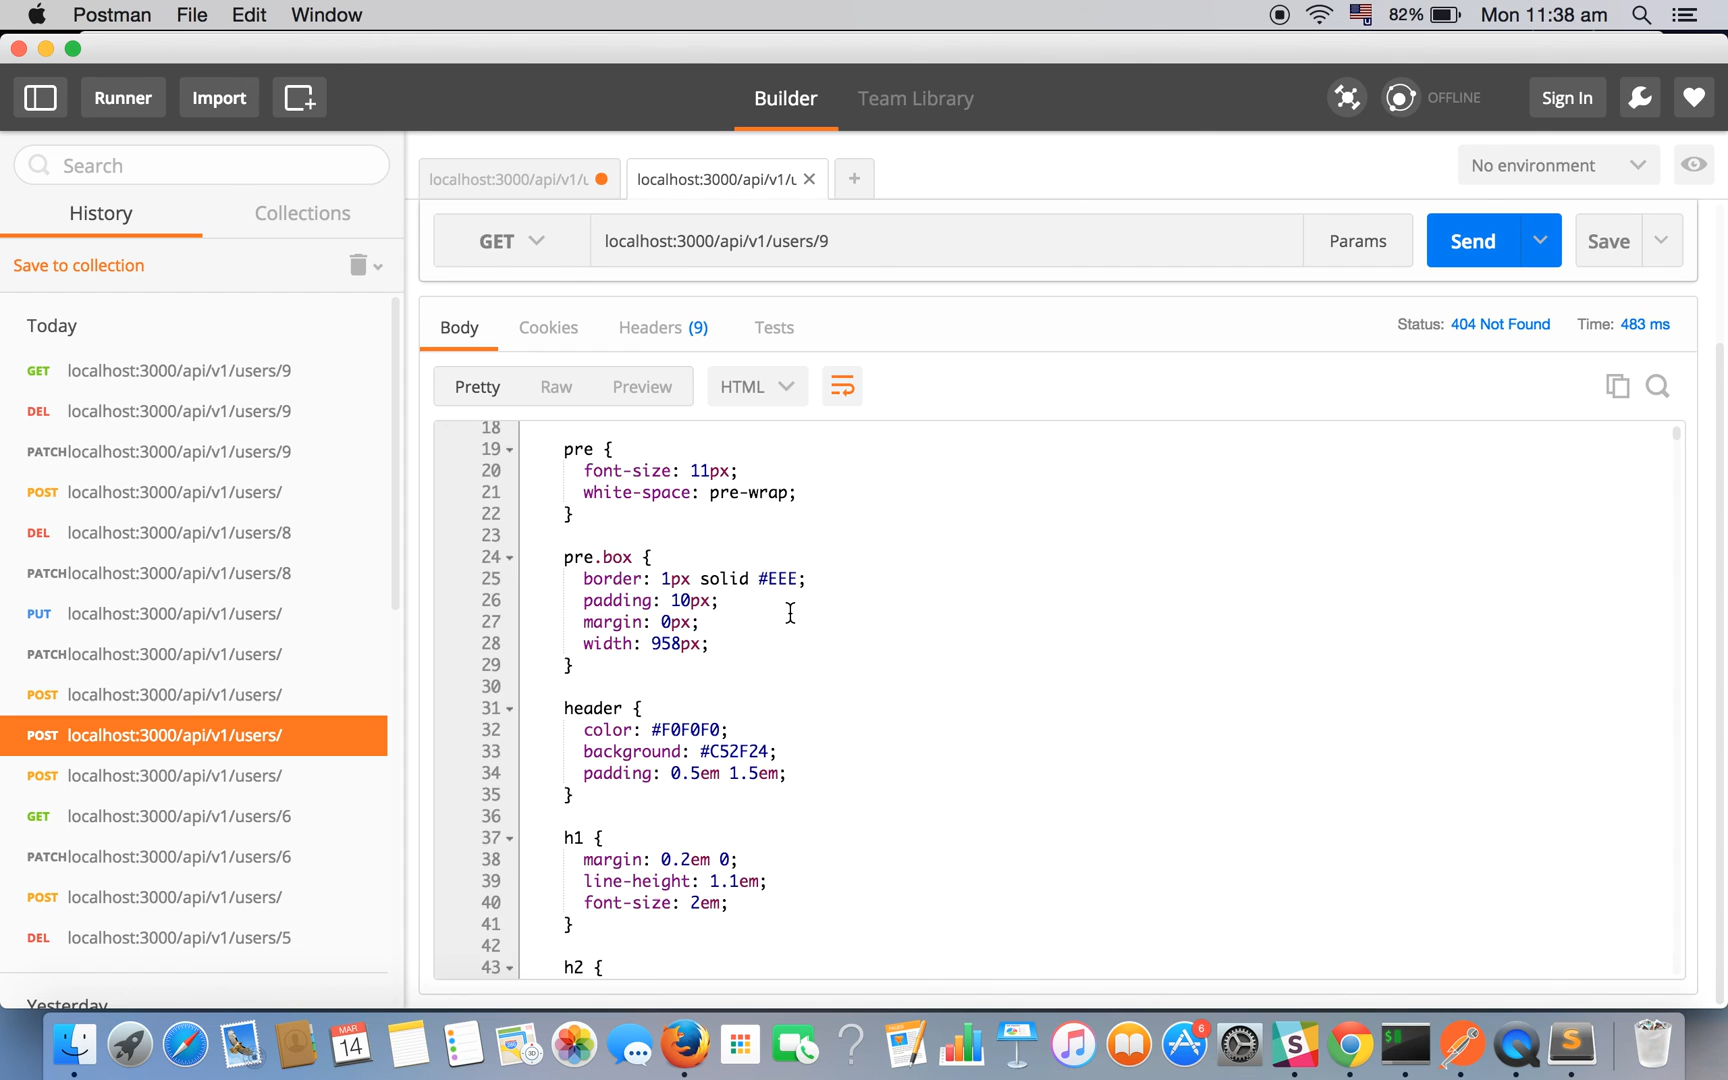 Postman File Edit Window 82% Mon 11:38 am
Runner Import Builder Team Library OFFLINE Sign In
Search
History Collections
Save to collection
Today
GET localhost:3000/api/v1/users/9
DEL localhost:3000/api/v1/users/9
PATCH localhost:3000/api/v1/users/9
POST localhost:3000/api/v1/users/
DEL localhost:3000/api/v1/users/8
PATCH localhost:3000/api/v1/users/8
PUT localhost:3000/api/v1/users/
PATCH localhost:3000/api/v1/users/
POST localhost:3000/api/v1/users/
POST localhost:3000/api/v1/users/
POST localhost:3000/api/v1/users/
GET localhost:3000/api/v1/users/6
PATCH localhost:3000/api/v1/users/6
POST localhost:3000/api/v1/users/
DEL localhost:3000/api/v1/users/5
Yesterday
localhost:3000/api/v1/u localhost:3000/api/v1/u + No environment
GET localhost:3000/api/v1/users/9 Params Send Save
Body Cookies Headers (9) Tests Status: 404 Not Found Time: 483 ms
Pretty Raw Preview HTML
18
19 pre {
20 font-size: 11px;
21 white-space: pre-wrap;
22 }
23
24 pre.box {
25 border: 1px solid #EEE;
26 padding: 10px;
27 margin: 0px;
28 width: 958px;
29 }
30
31 header {
32 color: #F0F0F0;
33 background: #C52F24;
34 padding: 0.5em 1.5em;
35 }
36
37 h1 {
38 margin: 0.2em 0;
39 line-height: 1.1em;
40 font-size: 2em;
41 }
42
43 h2 {
MAR
14
3D
6